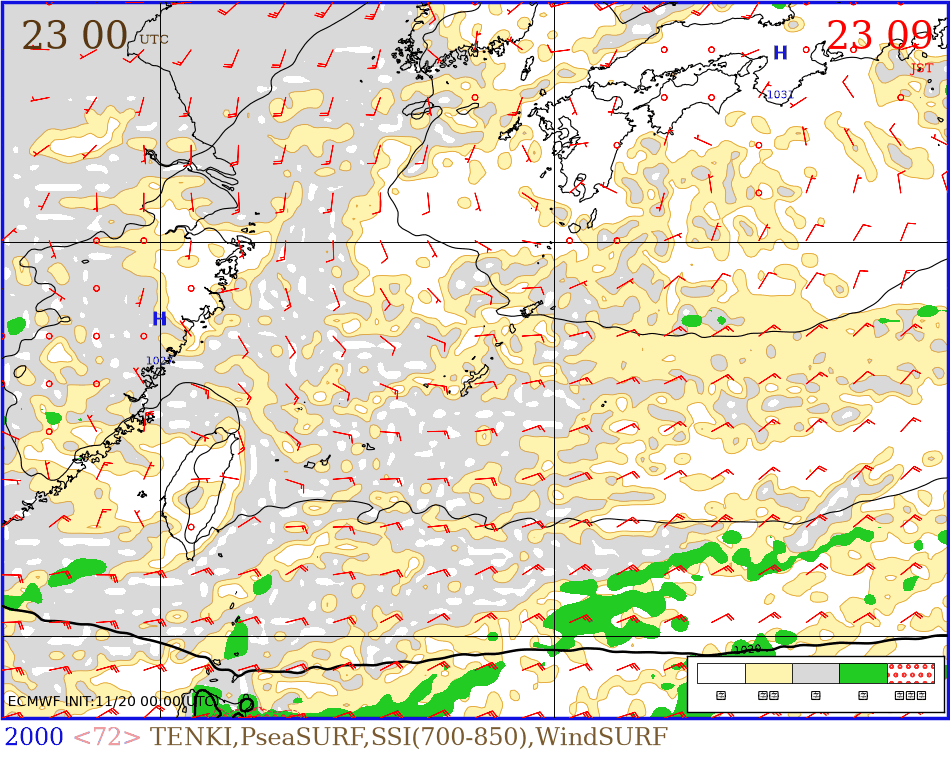 23 00 UTC
23 09
JST
H
1031
H
1020
ECMWF INIT:11/20 00:00(UTC)
2000 <72> TENKI,PseaSURF,SSI(700-850),WindSURF